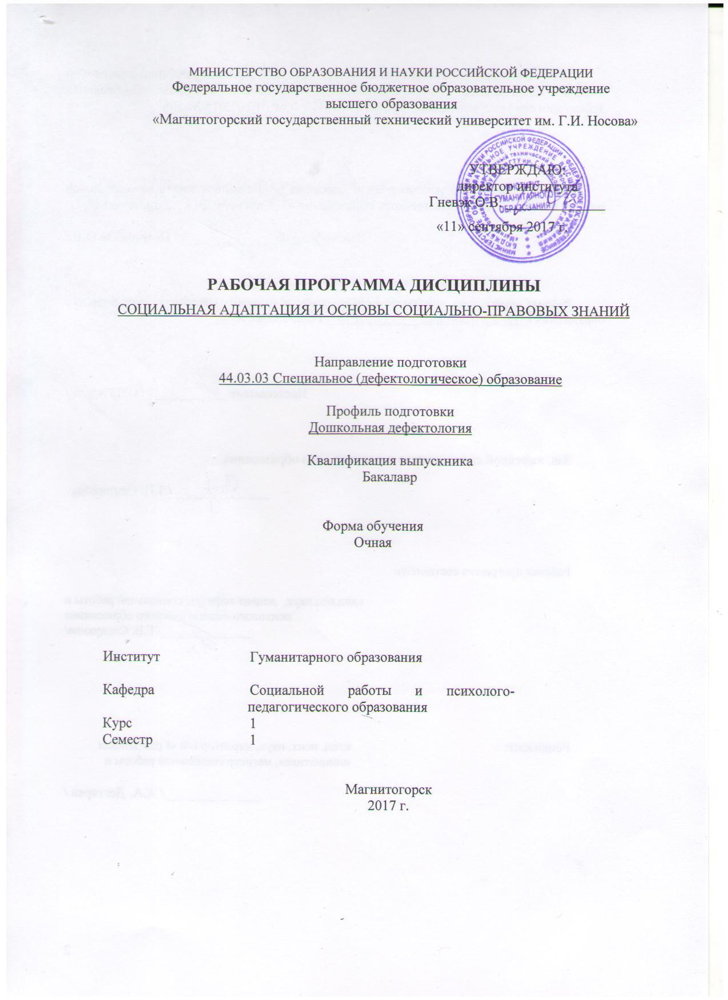 МИНИСТЕРСТВО ОБРАЗОВАНИЯ И НАУКИ РОССИЙСКОЙ ФЕДЕРАЦИИ
Федеральное государственное бюджетное образовательное учреждение
высшего образования
«Магнитогорский государственный технический университет им. Г.И. Носова»
УТВЕРЖДАЮ:
директор института
Гневэк О.В.
«11» сентября 2017 г.
ИНСТИТУТ
ГУМАНИТАРНОГО
ОБРАЗОВАНИЯ
РАБОЧАЯ ПРОГРАММА ДИСЦИПЛИНЫ
СОЦИАЛЬНАЯ АДАПТАЦИЯ И ОСНОВЫ СОЦИАЛЬНО-ПРАВОВЫХ ЗНАНИЙ
Направление подготовки
44.03.03 Специальное (дефектологическое) образование
Профиль подготовки
Дошкольная дефектология
Квалификация выпускника
Бакалавр
Форма обучения
Очная
Институт Гуманитарного образования
Кафедра Социальной работы и психолого-
педагогического образования
Курс 1
Семестр 1
Магнитогорск
2017 г.